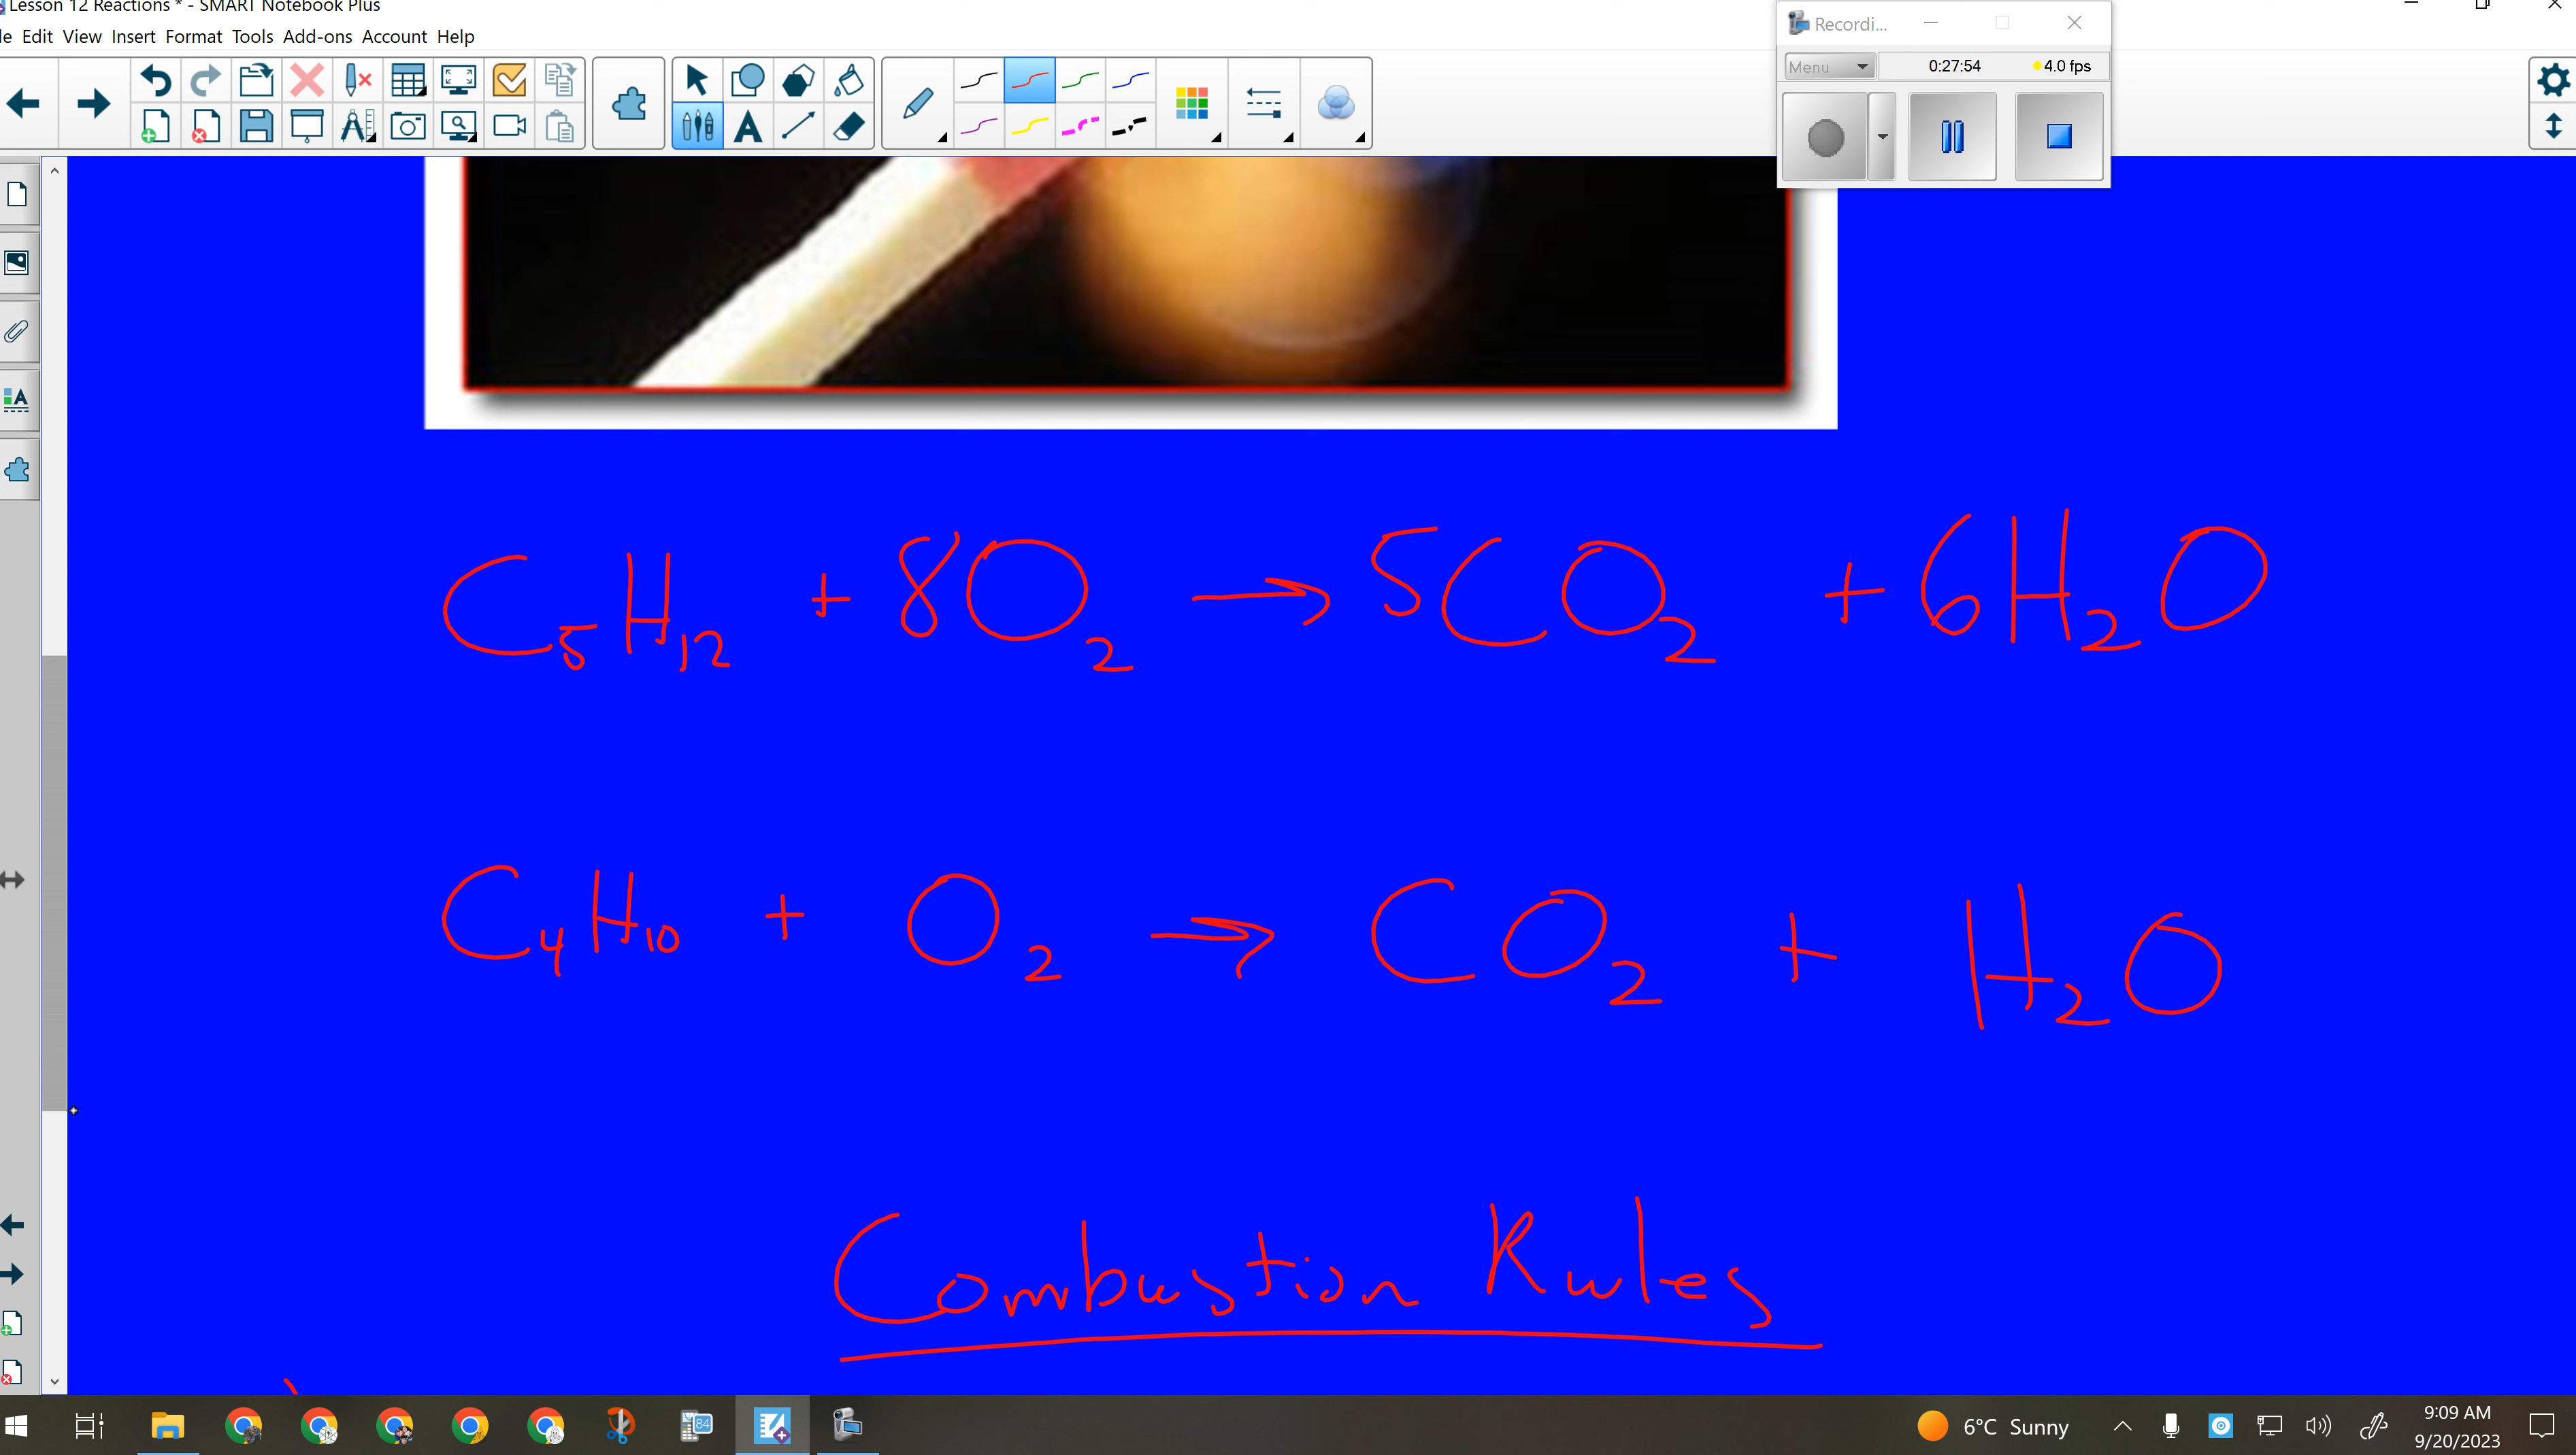 Lesson 12 Reactions * - SMART Notebook Plus
le Edit View Insert Format Tools Add-ons Account Help
Recordi...
Menu 0:27:54 4.0 fps
C₅H₁₂ + 8O₂ → 5CO₂ + 6H₂O
C₄H₁₀ + O₂ → CO₂ + H₂O
Combustion Rules
84
6°C Sunny
9:09 AM
9/20/2023